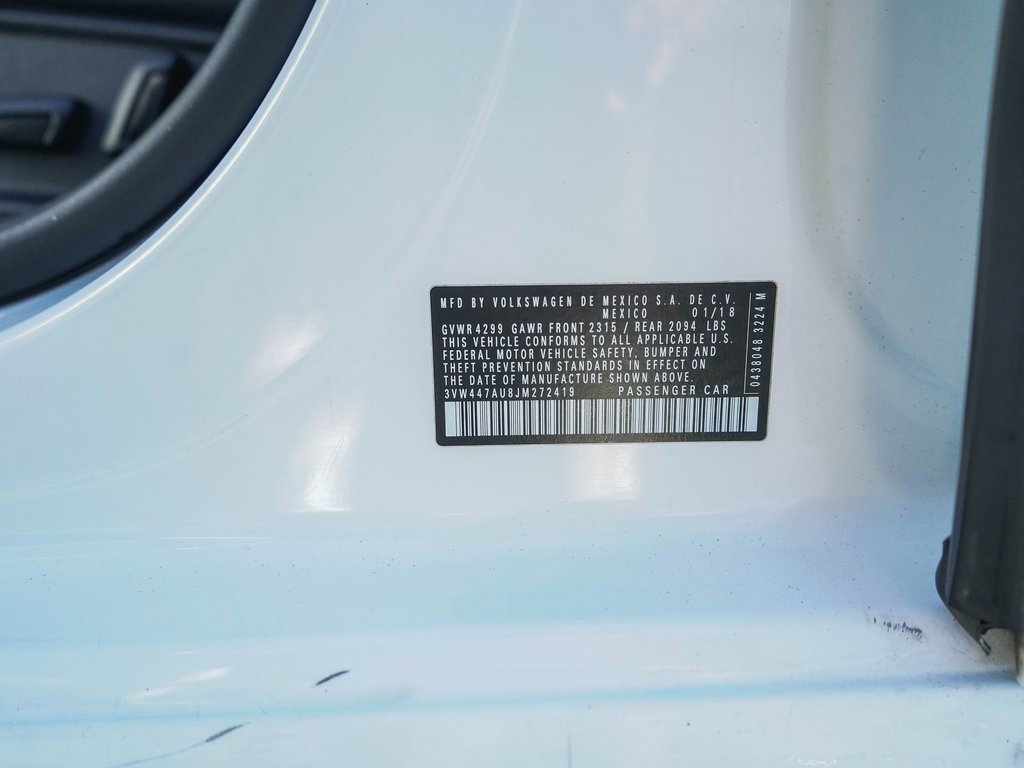 MFD BY VOLKSWAGEN DE MEXICO S.A. DE C.V.
MEXICO 01/18
GVWR 4299 GAWR FRONT 2315 / REAR 2094 LBS
THIS VEHICLE CONFORMS TO ALL APPLICABLE U.S.
FEDERAL MOTOR VEHICLE SAFETY, BUMPER AND
THEFT PREVENTION STANDARDS IN EFFECT ON
THE DATE OF MANUFACTURE SHOWN ABOVE.
3VW447AU8JM272419 PASSENGER CAR
0438048 3224 M